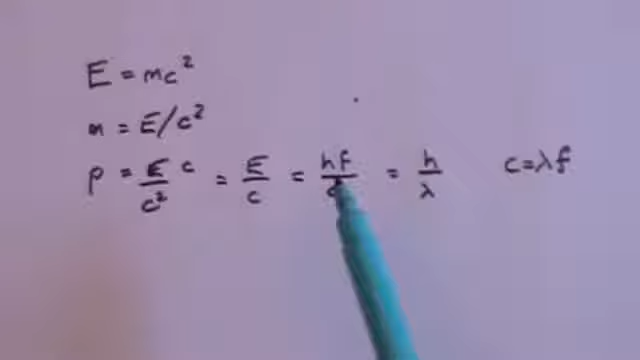 E = mc²
m = E/c²
p = E/c² c = E/c = hf/c = h/λ c = λf